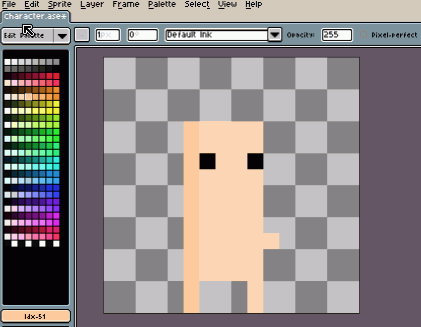 File Edit Sprite Layer Frame Palette Select View Help
Character.ase*
Edit Palette 1px 0° Default Ink Opacity: 255 Pixel-perfect
Idx-51